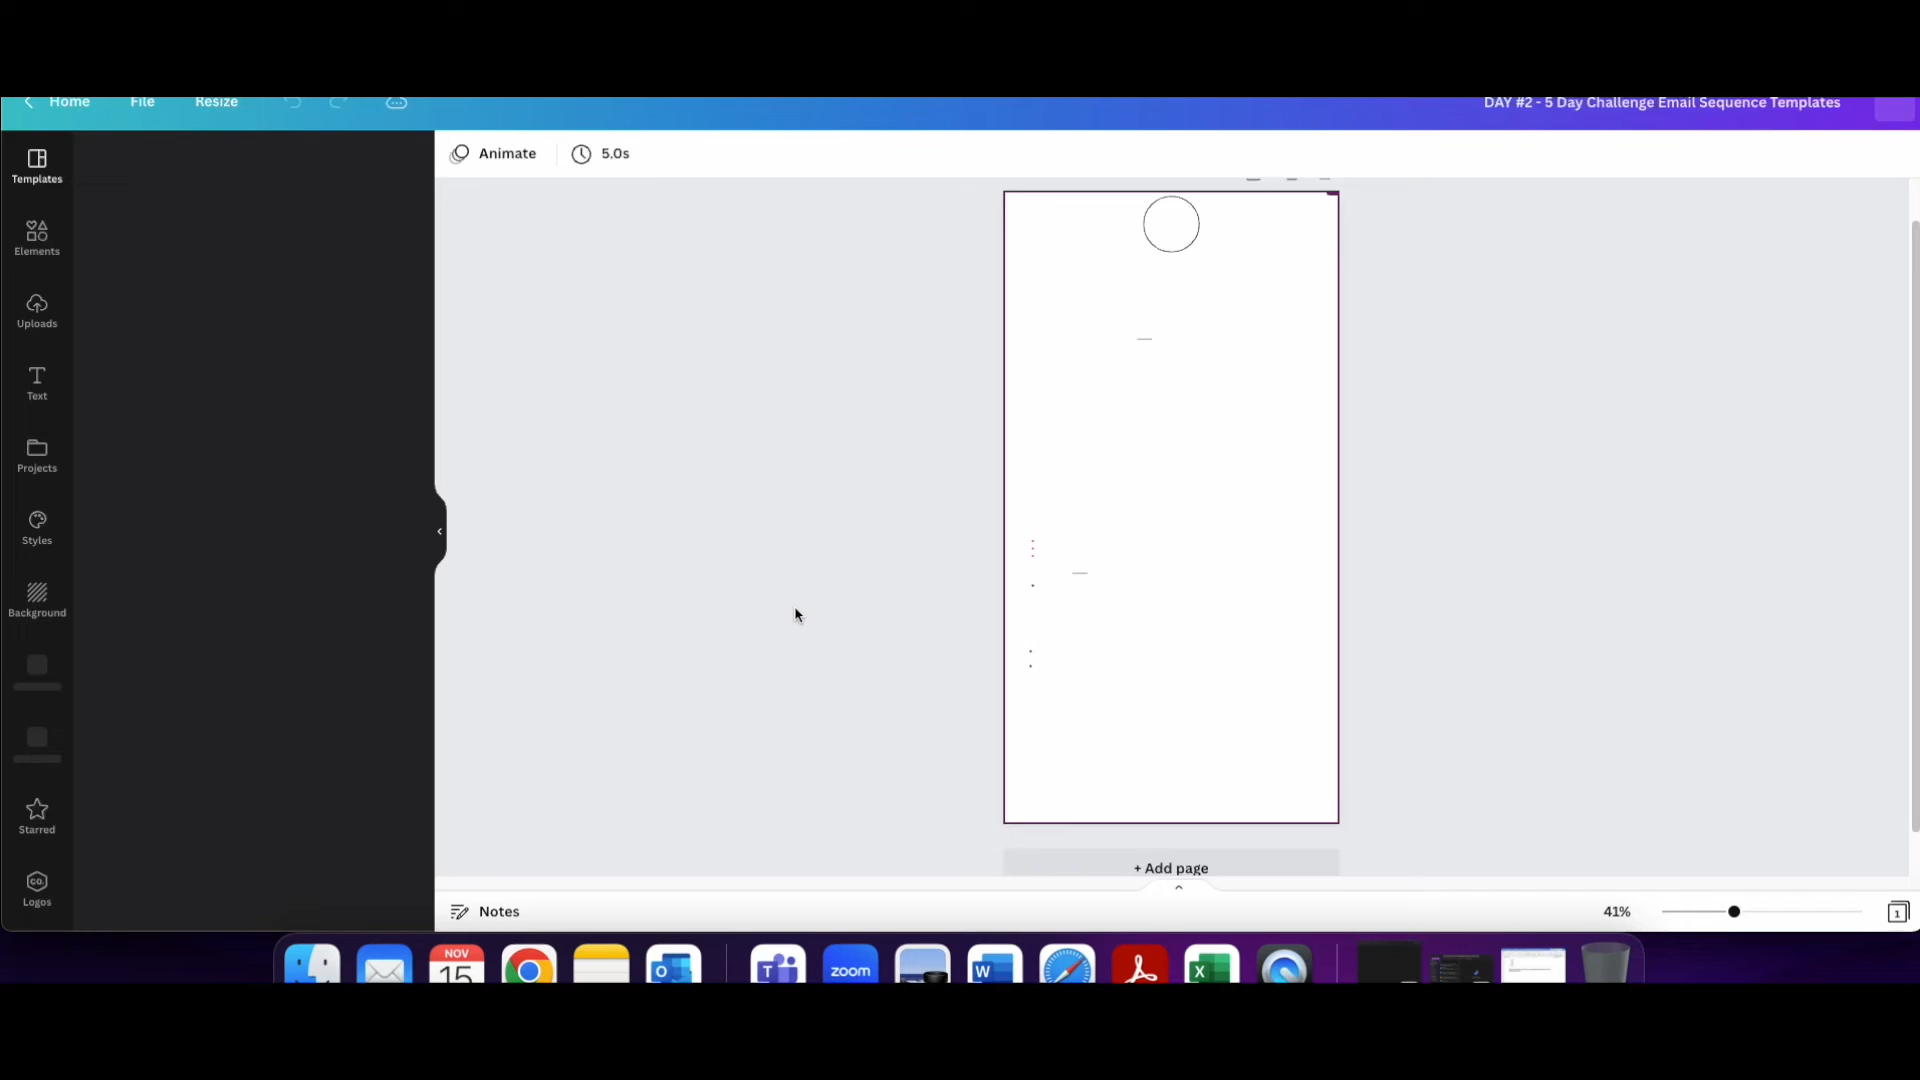 Home File Resize DAY #2 - 5 Day Challenge Email Sequence Templates
Animate 5.0s
Templates
Elements
Uploads
Text
Projects
Styles
Background
Starred
CO.
Logos
+ Add page
Notes 41% 1
NOV
15
O
T
zoom
W
X